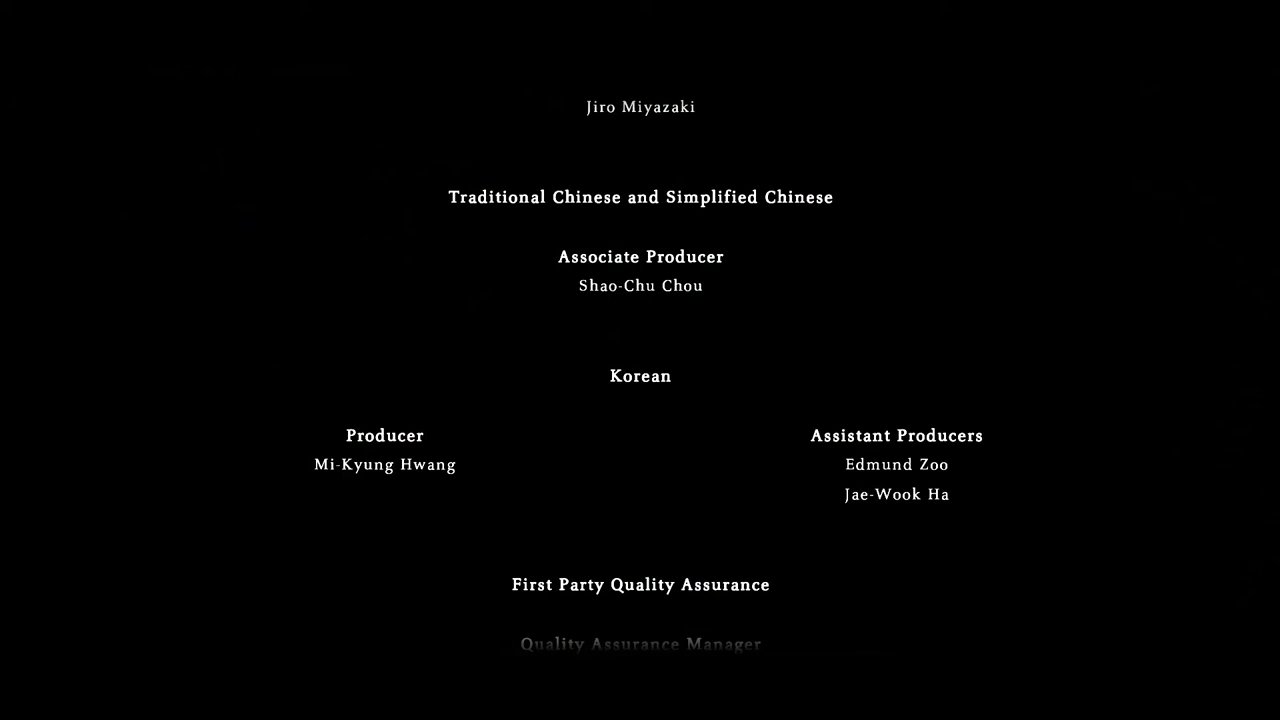 Jiro Miyazaki
Traditional Chinese and Simplified Chinese
Associate Producer
Shao-Chu Chou
Korean
Producer
Mi-Kyung Hwang
Assistant Producers
Edmund Zoo
Jae-Wook Ha
First Party Quality Assurance
Quality Assurance Manager